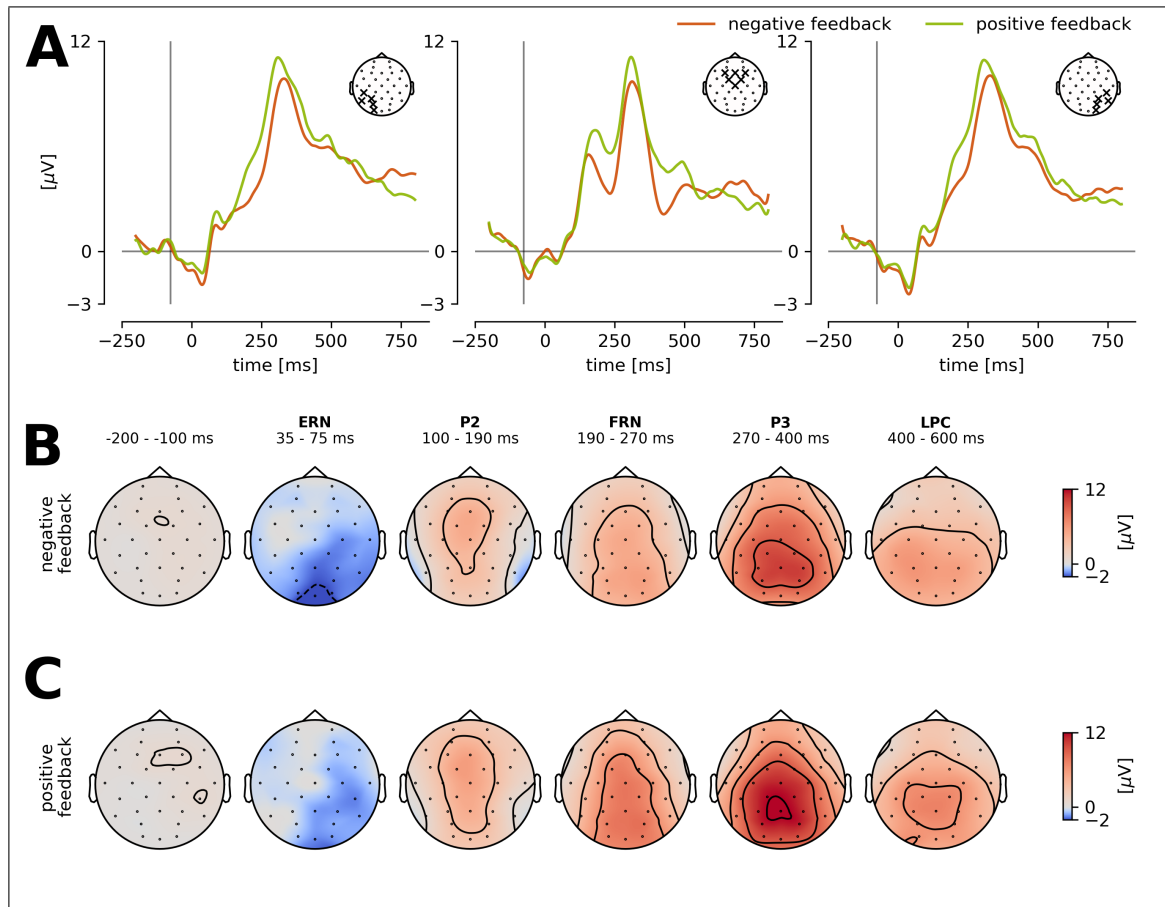 A
negative feedback positive feedback
12 12 12
[μV]
0 0 0
−3 −3 −3
−250 0 250 500 750 −250 0 250 500 750 −250 0 250 500 750
time [ms] time [ms] time [ms]
B
ERN P2 FRN P3 LPC
-200 - -100 ms 35 - 75 ms 100 - 190 ms 190 - 270 ms 270 - 400 ms 400 - 600 ms
negative
feedback
12
0
−2
[μV]
C
positive
feedback
12
0
−2
[μV]